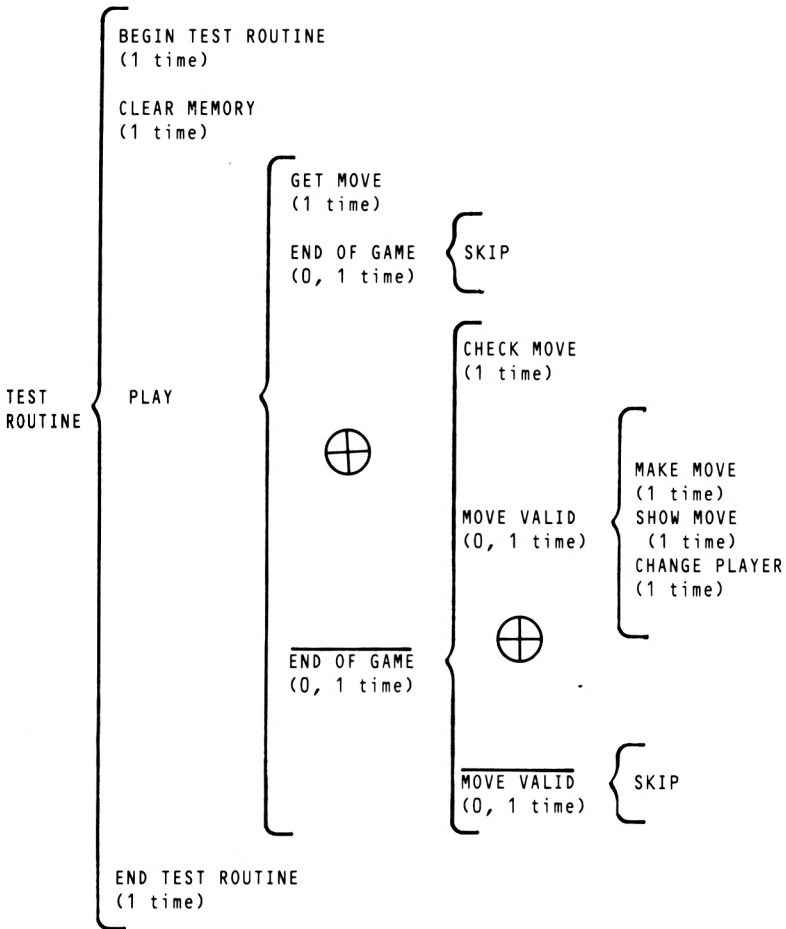 BEGIN TEST ROUTINE
(1 time)
CLEAR MEMORY
(1 time)
GET MOVE
(1 time)
END OF GAME
(0, 1 time)
SKIP
CHECK MOVE
(1 time)
TEST
ROUTINE
PLAY
MAKE MOVE
(1 time)
SHOW MOVE
(1 time)
CHANGE PLAYER
(1 time)
MOVE VALID
(0, 1 time)
END OF GAME
(0, 1 time)
MOVE VALID
(0, 1 time)
SKIP
END TEST ROUTINE
(1 time)